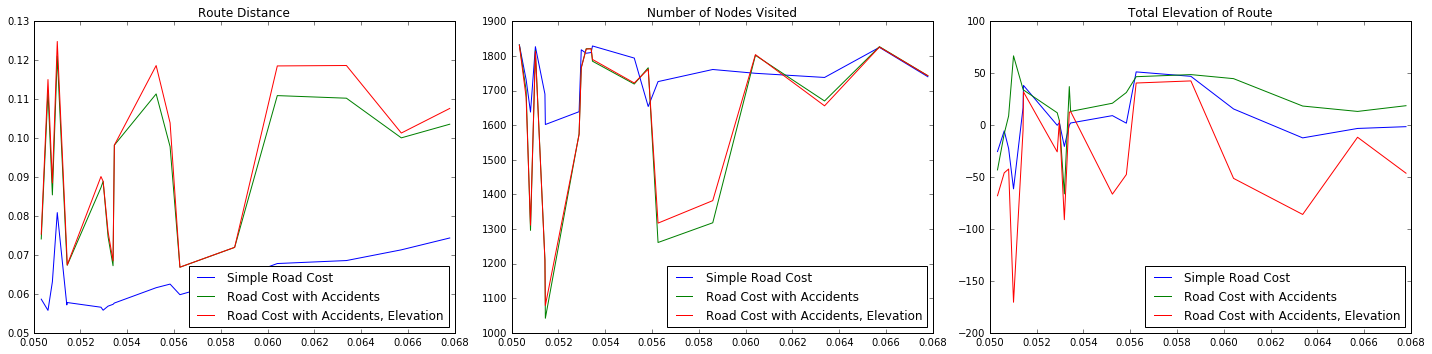 Route Distance
0.13
0.12
0.11
0.10
0.09
0.08
0.07
0.06
0.05
0.050 0.052 0.054 0.056 0.058 0.060 0.062 0.064 0.066 0.068
Simple Road Cost
Road Cost with Accidents
Road Cost with Accidents, Elevation
Number of Nodes Visited
1900
1800
1700
1600
1500
1400
1300
1200
1100
1000
0.050 0.052 0.054 0.056 0.058 0.060 0.062 0.064 0.066 0.068
Simple Road Cost
Road Cost with Accidents
Road Cost with Accidents, Elevation
Total Elevation of Route
100
50
0
−50
−100
−150
−200
0.050 0.052 0.054 0.056 0.058 0.060 0.062 0.064 0.066 0.068
Simple Road Cost
Road Cost with Accidents
Road Cost with Accidents, Elevation